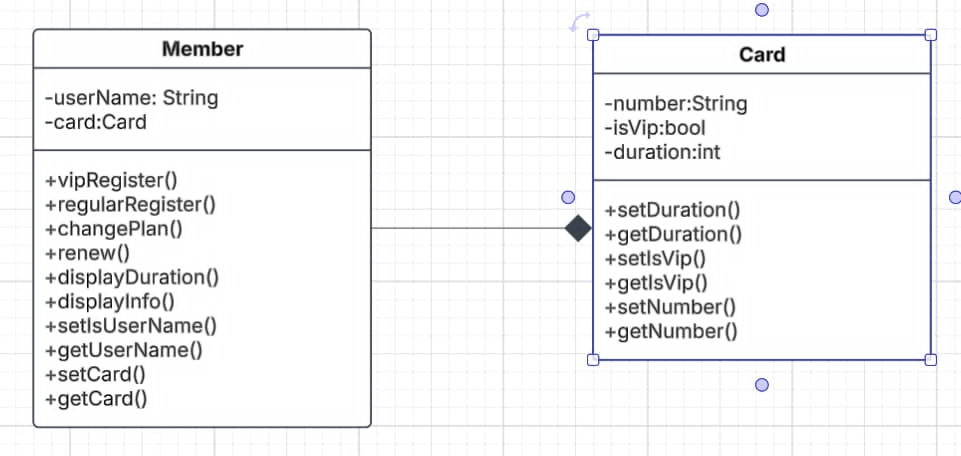 Member
-userName: String
-card:Card
+vipRegister()
+regularRegister()
+changePlan()
+renew()
+displayDuration()
+displayInfo()
+setIsUserName()
+getUserName()
+setCard()
+getCard()
Card
-number:String
-isVip:bool
-duration:int
+setDuration()
+getDuration()
+setIsVip()
+getIsVip()
+setNumber()
+getNumber()